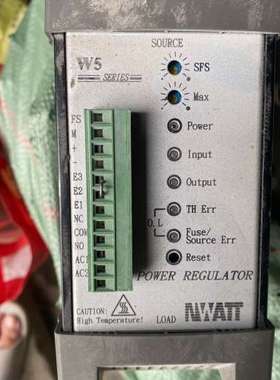 SOURCE
W5
SERIES
SFS
Max
Power
Input
Output
TH Err
O.L
Fuse/
Source Err
Reset
FS
M
+
-
E3
E2
E1
NC
COM
NO
AC1
AC2
POWER REGULATOR
CAUTION:
High Temperature!
LOAD
NWATT